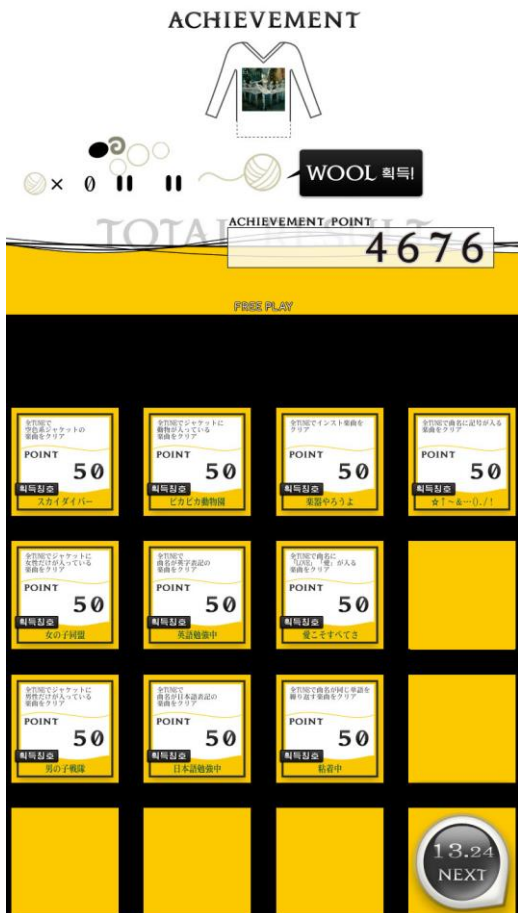 ACHIEVEMENT
× 0
WOOL 획득!
TOTAL RESULT
ACHIEVEMENT POINT
4676
FREE PLAY
全TUNEで
空色系ジャケットの
楽曲をクリア
POINT
50
획득칭호
スカイダイバー
全TUNEでジャケットに
動物が入っている
楽曲をクリア
POINT
50
획득칭호
ピカピカ動物園
全TUNEでインスト楽曲を
クリア
POINT
50
획득칭호
楽器やろうよ
全TUNEで曲名に記号が入る
楽曲をクリア
POINT
50
획득칭호
☆↑~&…()./!
全TUNEでジャケットに
女性だけが入っている
楽曲をクリア
POINT
50
획득칭호
女の子同盟
全TUNEで
曲名が英字表記の
楽曲をクリア
POINT
50
획득칭호
英語勉強中
全TUNEで曲名に
「LOVE」「愛」が入る
楽曲をクリア
POINT
50
획득칭호
愛こそすべてさ
全TUNEでジャケットに
男性だけが入っている
楽曲をクリア
POINT
50
획득칭호
男の子戦隊
全TUNEで
曲名が日本語表記の
楽曲をクリア
POINT
50
획득칭호
日本語勉強中
全TUNEで曲名が同じ単語を
繰り返す楽曲をクリア
POINT
50
획득칭호
粘着中
13.24
NEXT